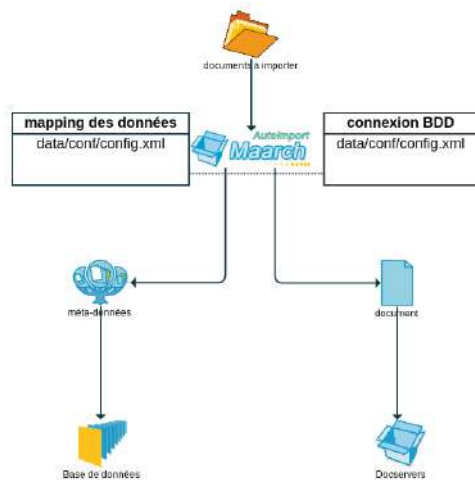 documents à importer
mapping des données
data/conf/config.xml
AutoImport
Maarch
connexion BDD
data/conf/config.xml
méta-données
document
Base de données
Docservers